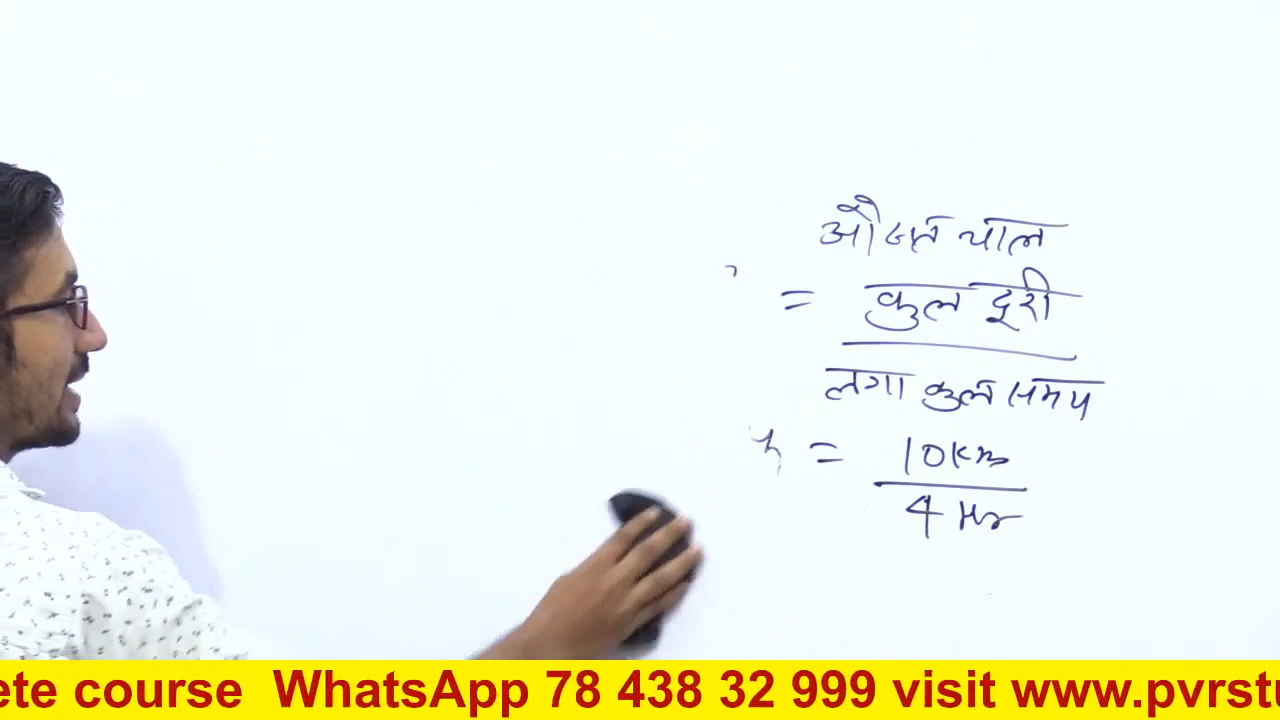 औसत चाल
= कुल दूरी
लगा कुल समय
= 10km
4 Hr
ete course WhatsApp 78 438 32 999 visit www.pvrstu